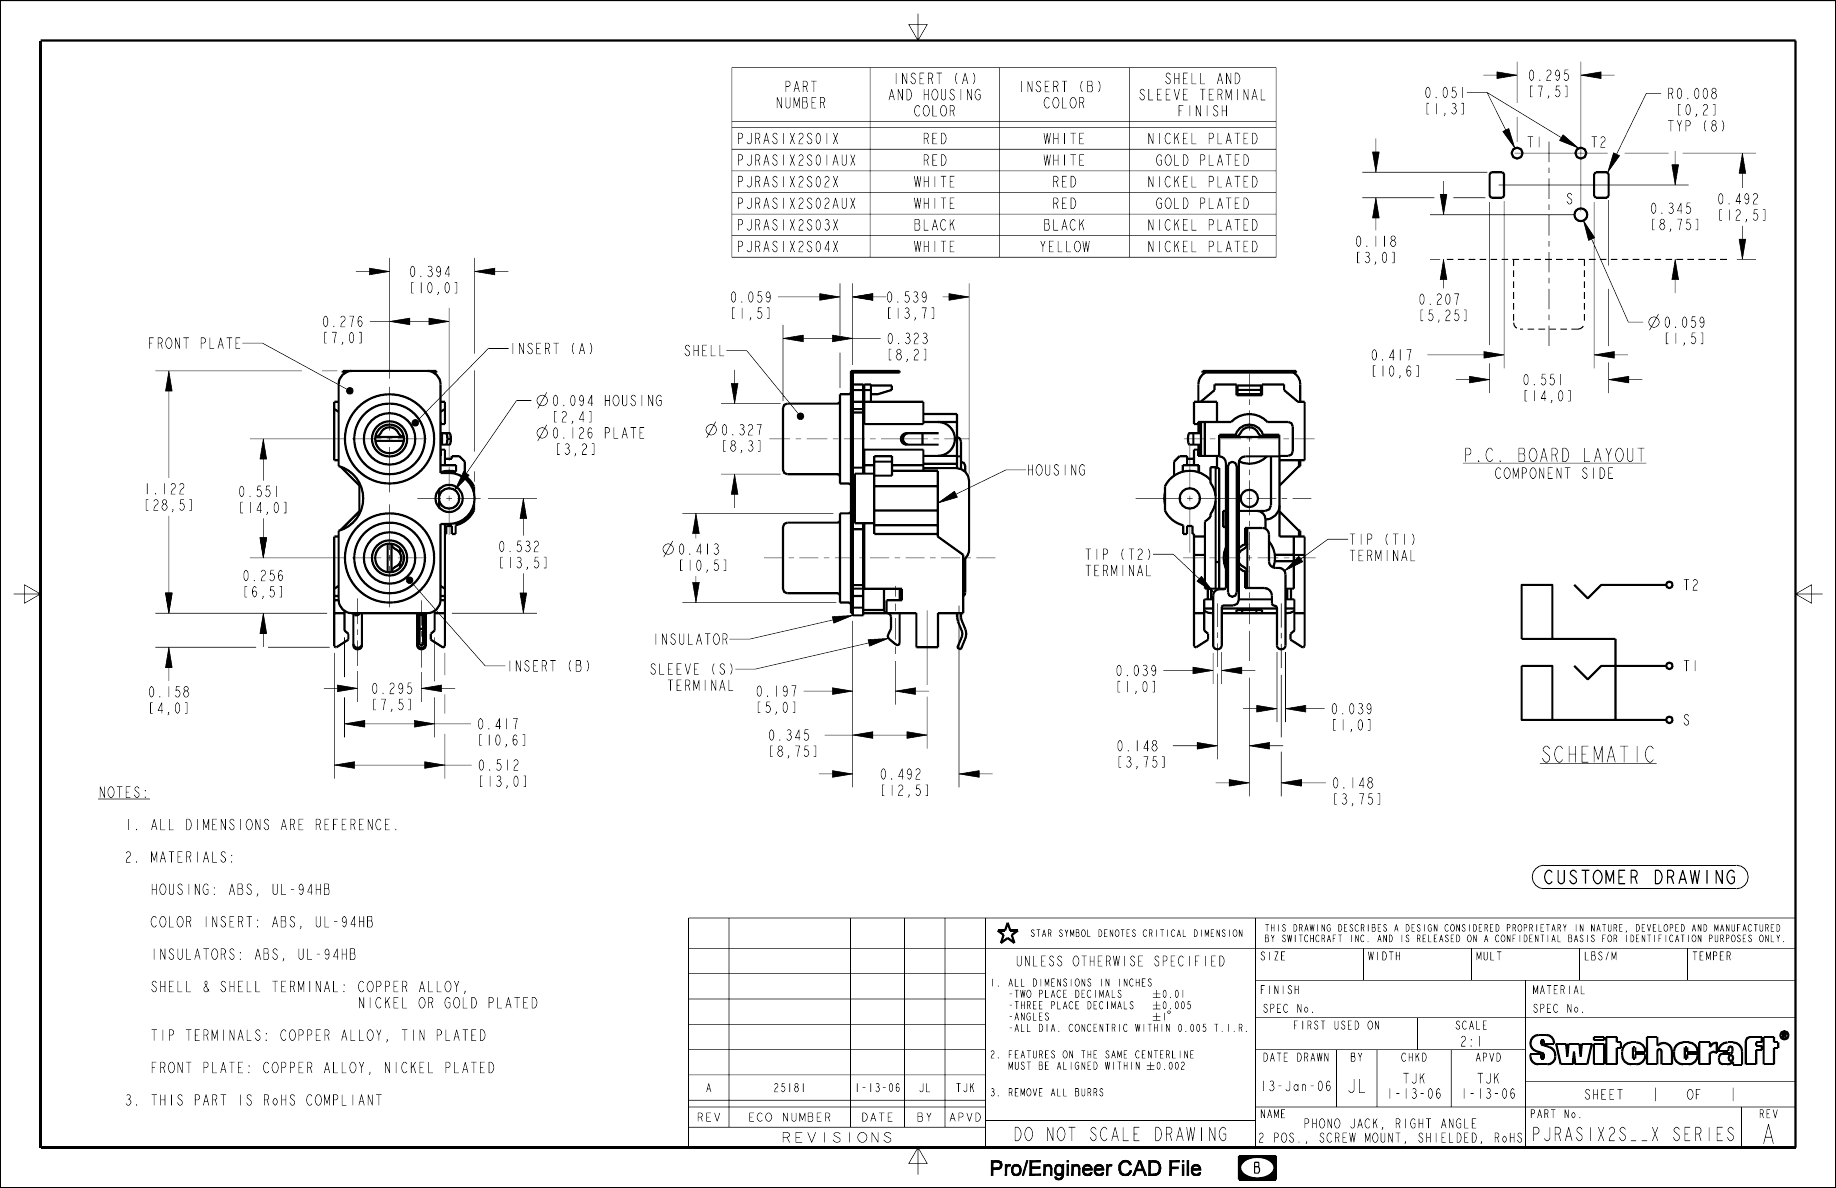 PART NUMBER | INSERT (A) AND HOUSING COLOR | INSERT (B) COLOR | SHELL AND SLEEVE TERMINAL FINISH
PJRAS1X2S01X | RED | WHITE | NICKEL PLATED
PJRAS1X2S01AUX | RED | WHITE | GOLD PLATED
PJRAS1X2S02X | WHITE | RED | NICKEL PLATED
PJRAS1X2S02AUX | WHITE | RED | GOLD PLATED
PJRAS1X2S03X | BLACK | BLACK | NICKEL PLATED
PJRAS1X2S04X | WHITE | YELLOW | NICKEL PLATED
0.394
[10,0]
0.276
[7,0]
FRONT PLATE
INSERT (A)
Ø0.094 HOUSING
[2,4]
Ø0.126 PLATE
[3,2]
1.122
[28,5]
0.551
[14,0]
0.532
[13,5]
0.256
[6,5]
INSERT (B)
0.158
[4,0]
0.295
[7,5]
0.417
[10,6]
0.512
[13,0]
0.059
[1,5]
0.539
[13,7]
0.323
[8,2]
SHELL
Ø0.327
[8,3]
HOUSING
Ø0.413
[10,5]
INSULATOR
SLEEVE (S)
TERMINAL
0.197
[5,0]
0.345
[8,75]
0.492
[12,5]
TIP (T2)
TERMINAL
TIP (T1)
TERMINAL
0.039
[1,0]
0.039
[1,0]
0.148
[3,75]
0.148
[3,75]
0.295
[7,5]
0.051
[1,3]
R0.008
[0,2]
TYP (8)
T1
T2
S
0.492
[12,5]
0.345
[8,75]
0.118
[3,0]
0.207
[5,25]
Ø0.059
[1,5]
0.417
[10,6]
0.551
[14,0]
P.C. BOARD LAYOUT
COMPONENT SIDE
T2
T1
S
SCHEMATIC
NOTES:
1. ALL DIMENSIONS ARE REFERENCE.
2. MATERIALS:
HOUSING: ABS, UL-94HB
COLOR INSERT: ABS, UL-94HB
INSULATORS: ABS, UL-94HB
SHELL & SHELL TERMINAL: COPPER ALLOY,
NICKEL OR GOLD PLATED
TIP TERMINALS: COPPER ALLOY, TIN PLATED
FRONT PLATE: COPPER ALLOY, NICKEL PLATED
3. THIS PART IS RoHS COMPLIANT
CUSTOMER DRAWING
A | 25181 | 1-13-06 | JL | TJK
REV | ECO NUMBER | DATE | BY | APVD
REVISIONS
STAR SYMBOL DENOTES CRITICAL DIMENSION
UNLESS OTHERWISE SPECIFIED
1. ALL DIMENSIONS IN INCHES
-TWO PLACE DECIMALS ±0.01
-THREE PLACE DECIMALS ±0.005
-ANGLES ±1°
-ALL DIA. CONCENTRIC WITHIN 0.005 T.I.R.
2. FEATURES ON THE SAME CENTERLINE
MUST BE ALIGNED WITHIN ±0.002
3. REMOVE ALL BURRS
DO NOT SCALE DRAWING
THIS DRAWING DESCRIBES A DESIGN CONSIDERED PROPRIETARY IN NATURE, DEVELOPED AND MANUFACTURED
BY SWITCHCRAFT INC. AND IS RELEASED ON A CONFIDENTIAL BASIS FOR IDENTIFICATION PURPOSES ONLY.
SIZE | WIDTH | MULT | LBS/M | TEMPER
FINISH
SPEC No.
MATERIAL
SPEC No.
FIRST USED ON
SCALE
2:1
Switchcraft®
DATE DRAWN | BY | CHKD | APVD
13-Jan-06 | JL | TJK 1-13-06 | TJK 1-13-06
SHEET | OF |
NAME
PHONO JACK, RIGHT ANGLE
2 POS., SCREW MOUNT, SHIELDED, RoHS
PART No.
PJRAS1X2S__X SERIES
REV
A
Pro/Engineer CAD File
B